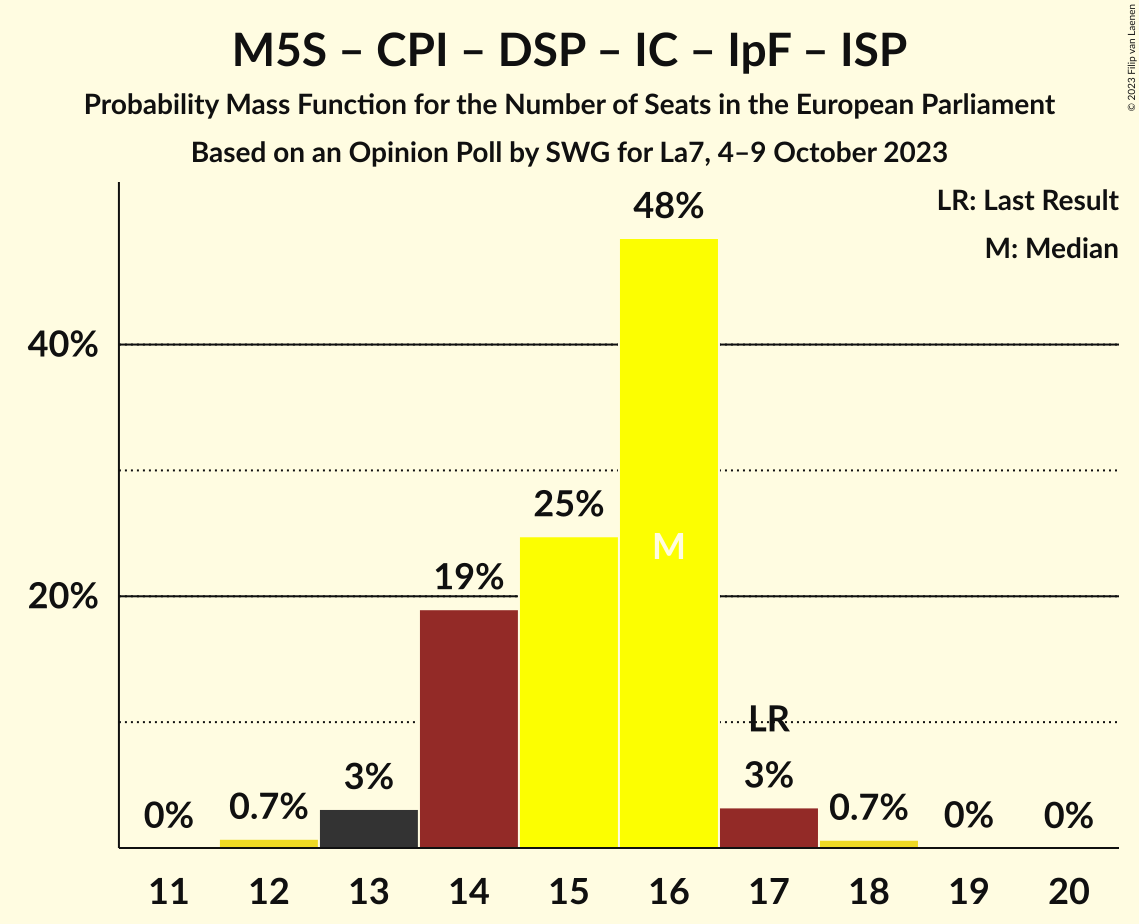 M5S – CPI – DSP – IC – IpF – ISP
Probability Mass Function for the Number of Seats in the European Parliament
Based on an Opinion Poll by SWG for La7, 4–9 October 2023
© 2023 Filip van Laenen
LR: Last Result
M: Median
48%
40%
25%
M
19%
20%
LR
3%
3%
0%
0.7%
0.7%
0%
0%
11 12 13 14 15 16 17 18 19 20